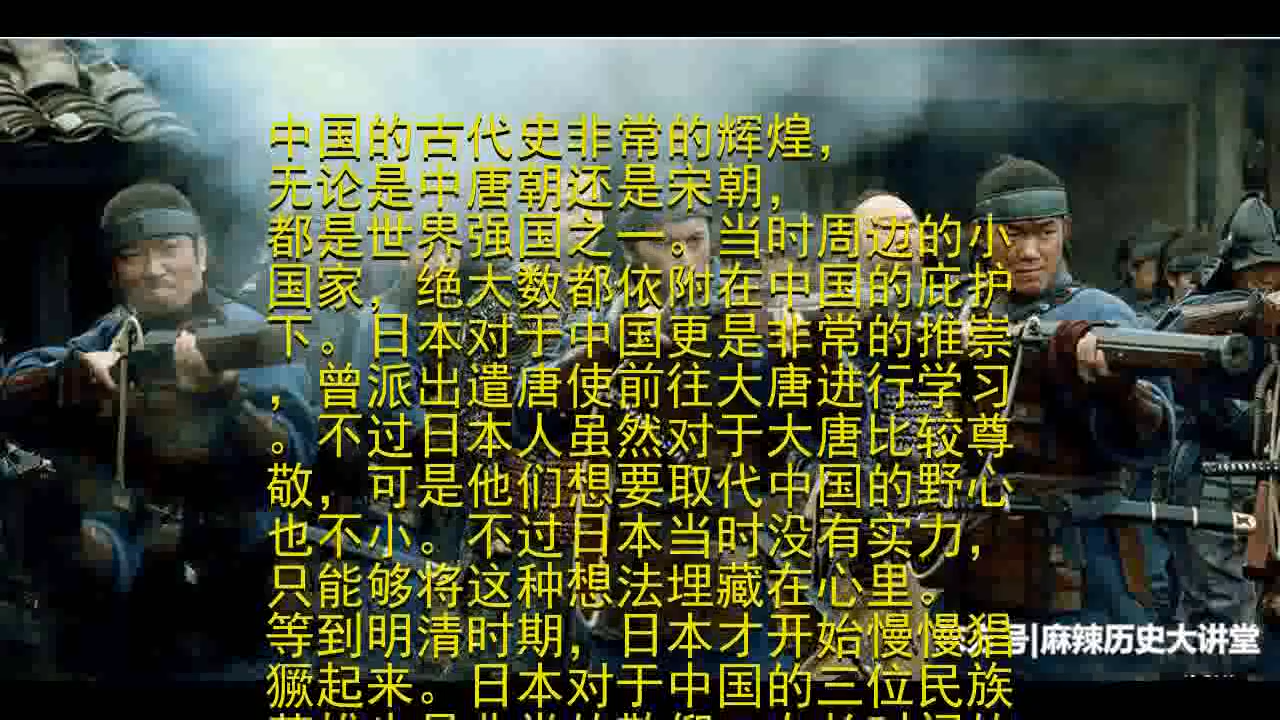 中国的古代史非常的辉煌，
无论是中唐朝还是宋朝，
都是世界强国之一。当时周边的小
国家，绝大数都依附在中国的庇护
下。日本对于中国更是非常的推崇
，曾派出遣唐使前往大唐进行学习
。不过日本人虽然对于大唐比较尊
敬，可是他们想要取代中国的野心
也不小。不过日本当时没有实力，
只能够将这种想法埋藏在心里。
等到明清时期，日本才开始慢慢猖
号|麻辣历史大讲堂
獗起来。日本对于中国的三位民族